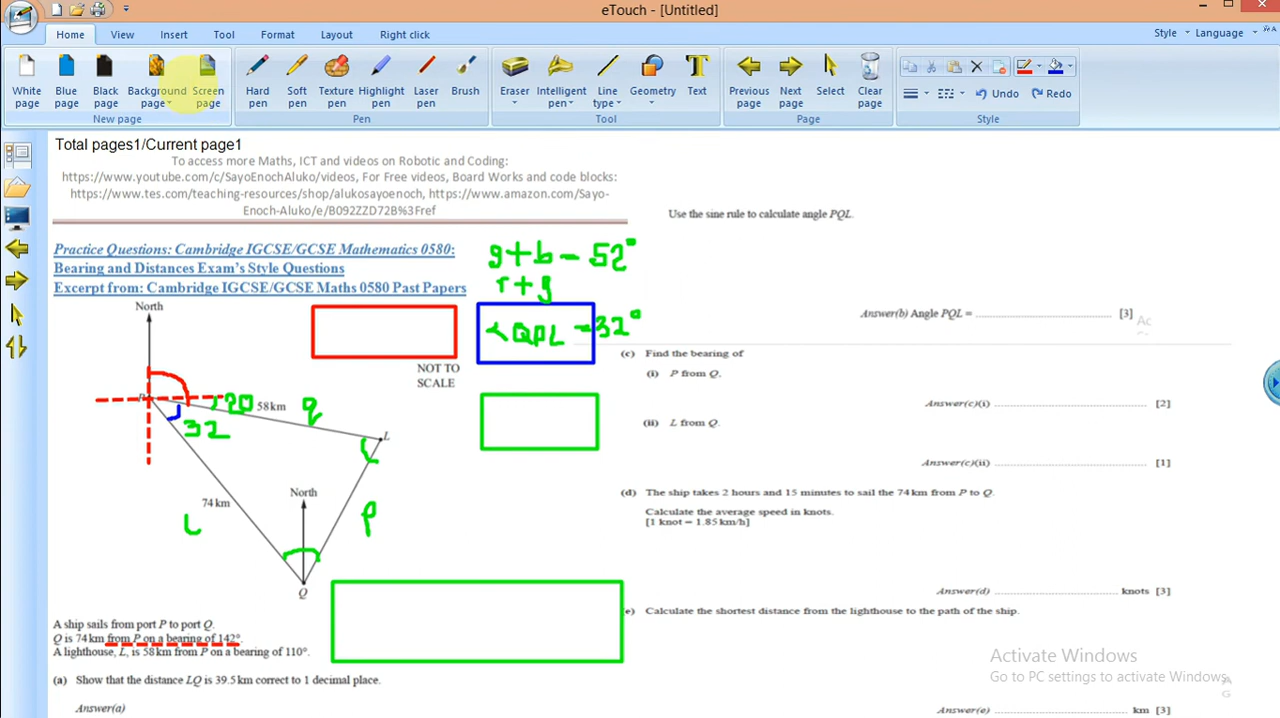 eTouch - [Untitled]
Home View Insert Tool Format Layout Right click
Style Language
White page Blue page Black page Background page Screen page
New page
Hard pen Soft pen Texture pen Highlight pen Laser pen Brush
Pen
Eraser Intelligent pen Line type Geometry Text
Tool
Previous page Next page Select Clear page
Page
Undo Redo
Style
Total pages1/Current page1
To access more Maths, ICT and videos on Robotic and Coding:
https://www.youtube.com/c/SayoEnochAluko/videos, For Free videos, Board Works and code blocks:
https://www.tes.com/teaching-resources/shop/alukosayoenoch, https://www.amazon.com/Sayo-
Enoch-Aluko/e/B092ZZD72B%3Fref
Practice Questions: Cambridge IGCSE/GCSE Mathematics 0580:
Bearing and Distances Exam's Style Questions
Excerpt from: Cambridge IGCSE/GCSE Maths 0580 Past Papers
g+b - 52°
r+g
<QPL =32°
North
NOT TO
SCALE
P
20
58km
q
L
32
74km
North
L
P
Q
A ship sails from port P to port Q.
Q is 74km from P on a bearing of 142°.
A lighthouse, L, is 58km from P on a bearing of 110°.
(a) Show that the distance LQ is 39.5km correct to 1 decimal place.
Answer(a)
Use the sine rule to calculate angle PQL.
Answer(b) Angle PQL = [3]
(c) Find the bearing of
(i) P from Q,
Answer(c)(i) [2]
(ii) L from Q.
Answer(c)(ii) [1]
(d) The ship takes 2 hours and 15 minutes to sail the 74km from P to Q.
Calculate the average speed in knots.
[1 knot = 1.85km/h]
Answer(d) knots [3]
e) Calculate the shortest distance from the lighthouse to the path of the ship.
Answer(e) km [3]
Activate Windows
Go to PC settings to activate Windows.